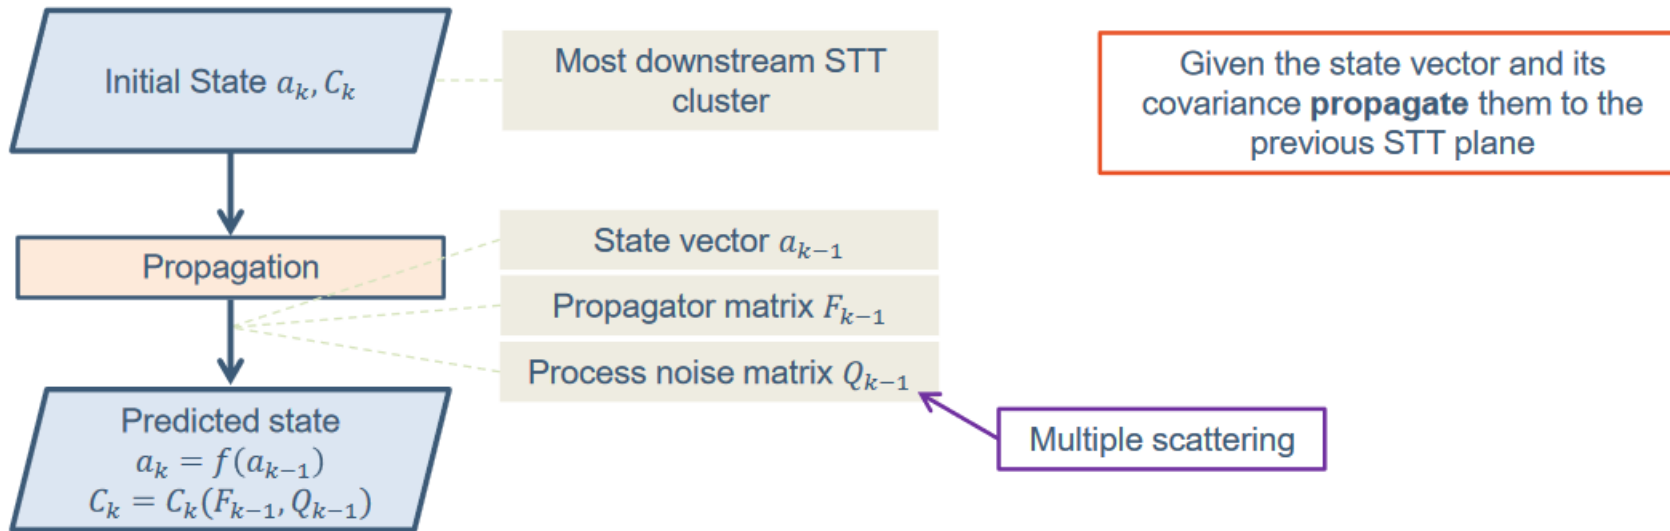 Initial State a_k, C_k
Most downstream STT
cluster
Given the state vector and its
covariance propagate them to the
previous STT plane
Propagation
State vector a_{k-1}
Propagator matrix F_{k-1}
Process noise matrix Q_{k-1}
Multiple scattering
Predicted state
a_k = f(a_{k-1})
C_k = C_k(F_{k-1}, Q_{k-1})